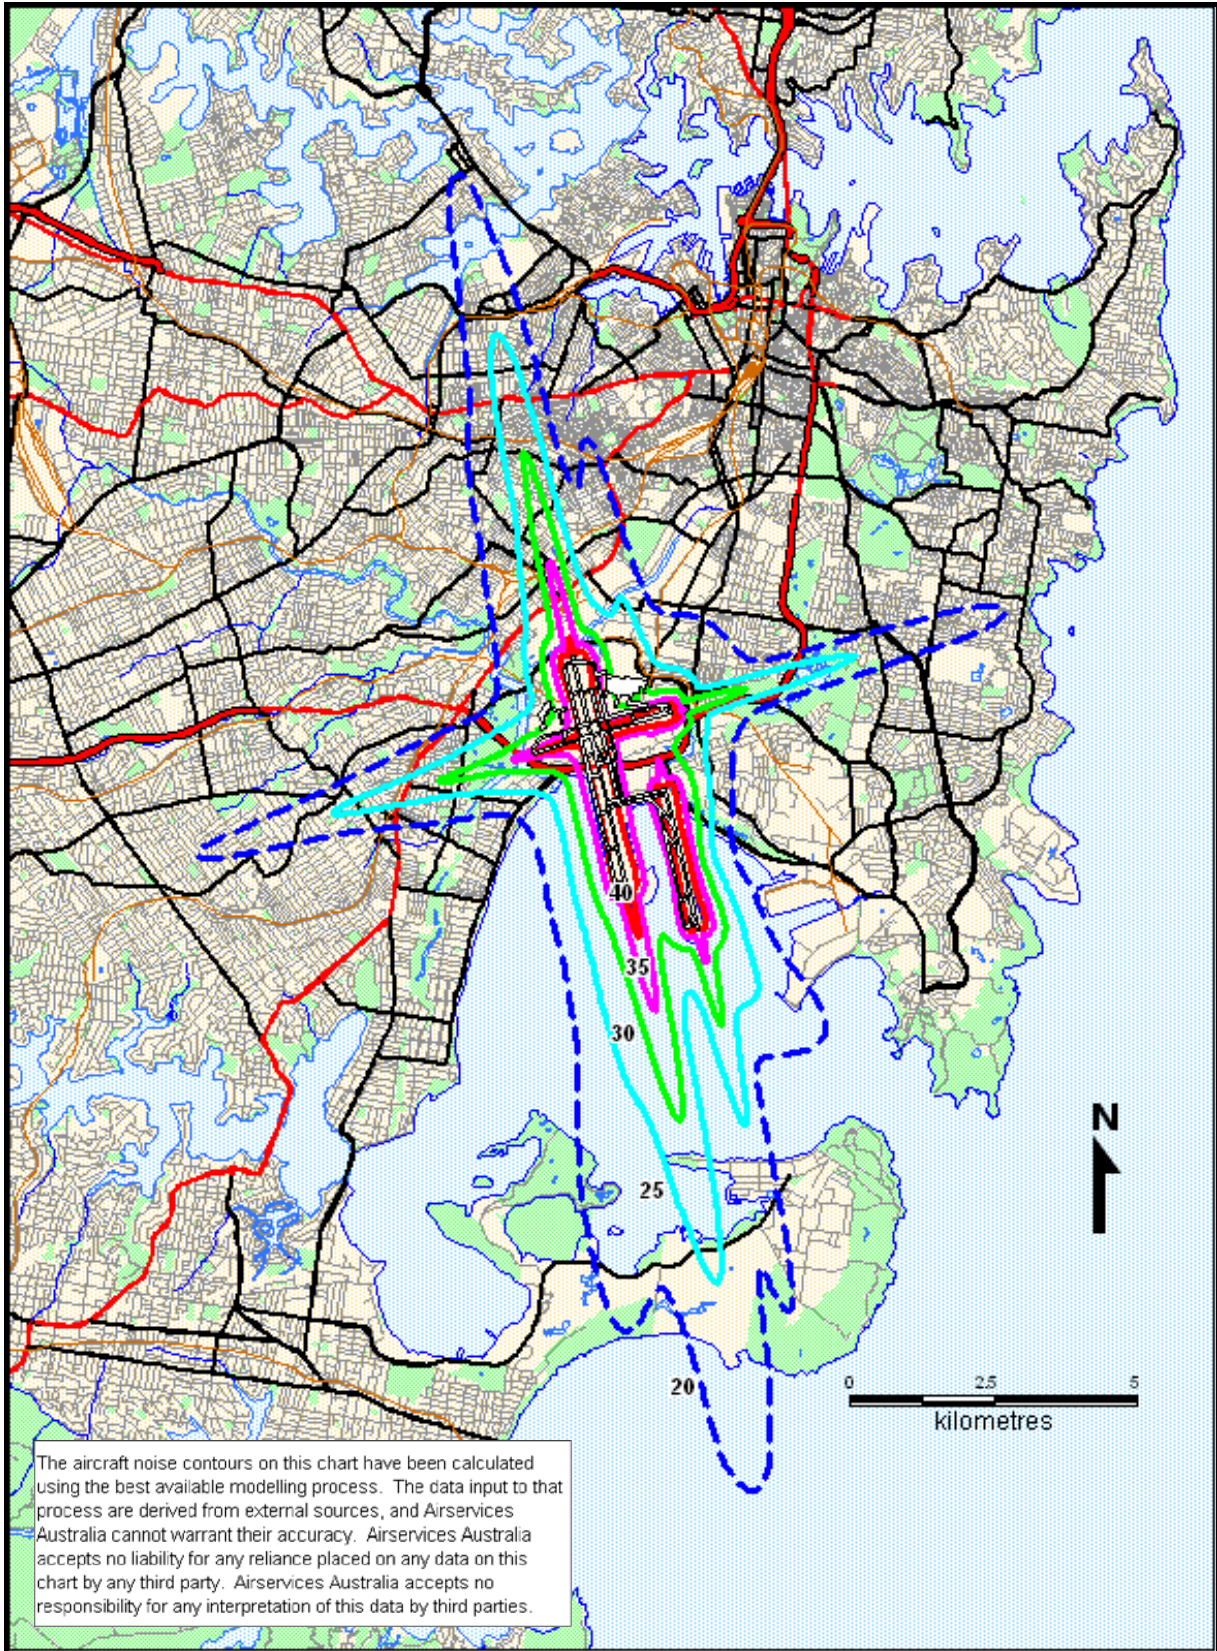 40
35
30
N
25
20
0 2.5 5
kilometres
The aircraft noise contours on this chart have been calculated
using the best available modelling process. The data input to that
process are derived from external sources, and Airservices
Australia cannot warrant their accuracy. Airservices Australia
accepts no liability for any reliance placed on any data on this
chart by any third party. Airservices Australia accepts no
responsibility for any interpretation of this data by third parties.